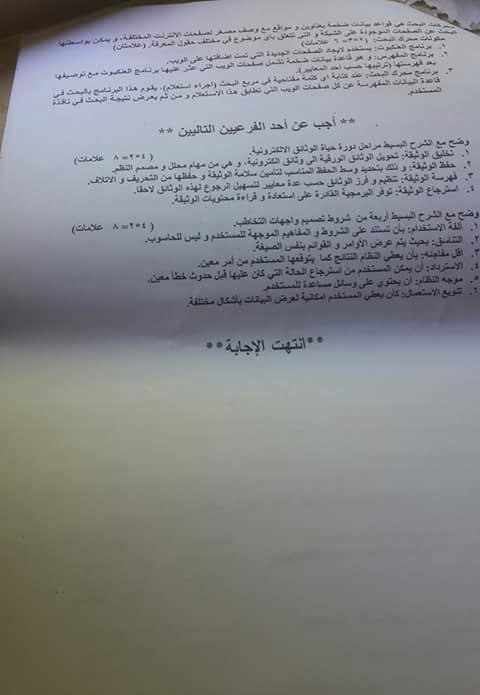 محركات البحث هي قواعد بيانات ضخمة بعناوين و مواقع مع وصف مصغر لصفحات الانترنت المختلفة، و يمكن بواسطتها
البحث عن الصفحات الموجودة على الشبكة و التي تتعلق بأي موضوع في مختلف حقول المعرفة. (علامتان)
مكونات محرك البحث: (٣*٢= ٦ علامات)
١. برنامج العنكبوت: يستخدم لايجاد الصفحات الجديدة التي تمت اضافتها على الويب.
٢. برنامج المفهرس: و هو قاعدة بيانات ضخمة تشمل صفحات الويب التي عثر عليها برنامج العنكبوت مع توصيفها
بعد فهرستها (ترتيبها حسب أحد المعايير).
٣. برنامج محرك البحث: عند كتابة أي كلمة مفتاحية في مربع البحث (اجراء استعلام)، يقوم هذا البرنامج بالبحث في
قاعدة البيانات المفهرسة عن كل صفحات الويب التي تطابق هذا الاستعلام و من ثم يعرض نتيجة البحث في نافذة
المستخدم.
** أجب عن أحد الفرعيين التاليين **
وضح مع الشرح البسيط مراحل دورة حياة الوثائق الالكترونية. (٤*٢= ٨ علامات)
١. تخليق الوثيقة: تحويل الوثائق الورقية الى وثائق الكترونية، و هي من مهام محلل و مصمم النظم.
٢. حفظ الوثيقة: و ذلك بتحديد وسط الحفظ المناسب لتأمين سلامة الوثيقة و حفظها من التحريف و الاتلاف.
٣. فهرسة الوثيقة: تنظيم و فرز الوثائق حسب عدة معايير لتسهيل الرجوع لهذه الوثائق لاحقا.
٤. استرجاع الوثيقة: توفر البرمجية القادرة على استعادة و قراءة محتويات الوثيقة.
وضح مع الشرح البسيط أربعة من شروط تصميم واجهات التخاطب. (٤*٢= ٨ علامات)
١. ألفة الاستخدام: بأن تستند على الشروط و المفاهيم الموجهة للمستخدم و ليس للحاسوب.
٢. التناسق: بحيث يتم عرض الأوامر و القوائم بنفس الصيغة.
٣. أقل مفاجئه: بأن يعطي النظام النتائج كما يتوقعها المستخدم من أمر معين.
٤. الاسترداد: أن يمكن المستخدم من استرجاع الحالة التي كان عليها قبل حدوث خطأ معين.
٥. موجه النظام: أن يحتوي على وسائل مساعدة للمستخدم.
٦. تنويع الاستعمال: كأن يعطي المستخدم إمكانية لعرض البيانات بأشكال مختلفة.
**انتهت الإجابة**